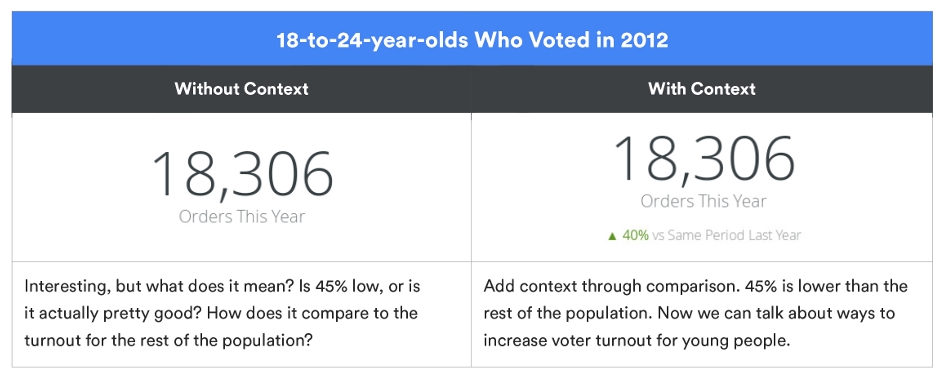 18-to-24-year-olds Who Voted in 2012
Without Context
With Context
18,306
Orders This Year
18,306
Orders This Year
▲ 40% vs Same Period Last Year
Interesting, but what does it mean? Is 45% low, or is
it actually pretty good? How does it compare to the
turnout for the rest of the population?
Add context through comparison. 45% is lower than the
rest of the population. Now we can talk about ways to
increase voter turnout for young people.